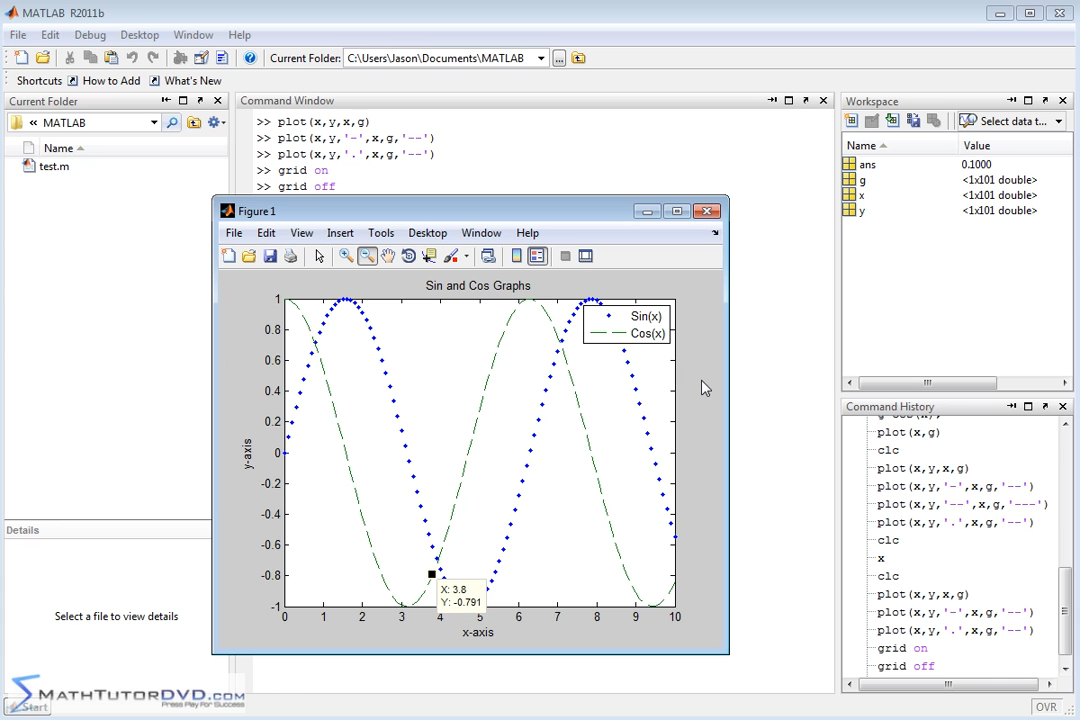 MATLAB R2011b
File Edit Debug Desktop Window Help
Current Folder: C:\Users\Jason\Documents\MATLAB ...
Shortcuts How to Add What's New
Current Folder
« MATLAB
Name
test.m
Details
Select a file to view details
Start
Command Window
>> plot(x,y,x,g)
>> plot(x,y,'-',x,g,'--')
>> plot(x,y,'.',x,g,'--')
>> grid on
>> grid off
Figure 1
File Edit View Insert Tools Desktop Window Help
Sin and Cos Graphs
Sin(x)
Cos(x)
1
0.8
0.6
0.4
0.2
0
-0.2
-0.4
-0.6
-0.8
-1
y-axis
X: 3.8
Y: -0.791
0 1 2 3 4 5 6 7 8 9 10
x-axis
Workspace
Select data t...
Name Value
ans 0.1000
g <1x101 double>
x <1x101 double>
y <1x101 double>
Command History
plot(x,g)
clc
plot(x,y,x,g)
plot(x,y,'-',x,g,'--')
plot(x,y,'--',x,g,'---')
plot(x,y,'.',x,g,'--')
clc
x
clc
plot(x,y,x,g)
plot(x,y,'-',x,g,'--')
plot(x,y,'.',x,g,'--')
grid on
grid off
OVR
MATHTUTORDVD.COM
Press Play For Success